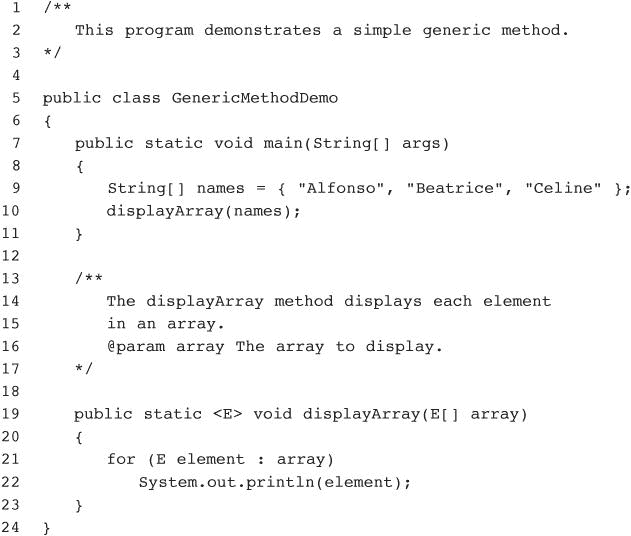 1 /**
2 This program demonstrates a simple generic method.
3 */
4
5 public class GenericMethodDemo
6 {
7 public static void main(String[] args)
8 {
9 String[] names = { "Alfonso", "Beatrice", "Celine" };
10 displayArray(names);
11 }
12
13 /**
14 The displayArray method displays each element
15 in an array.
16 @param array The array to display.
17 */
18
19 public static <E> void displayArray(E[] array)
20 {
21 for (E element : array)
22 System.out.println(element);
23 }
24 }